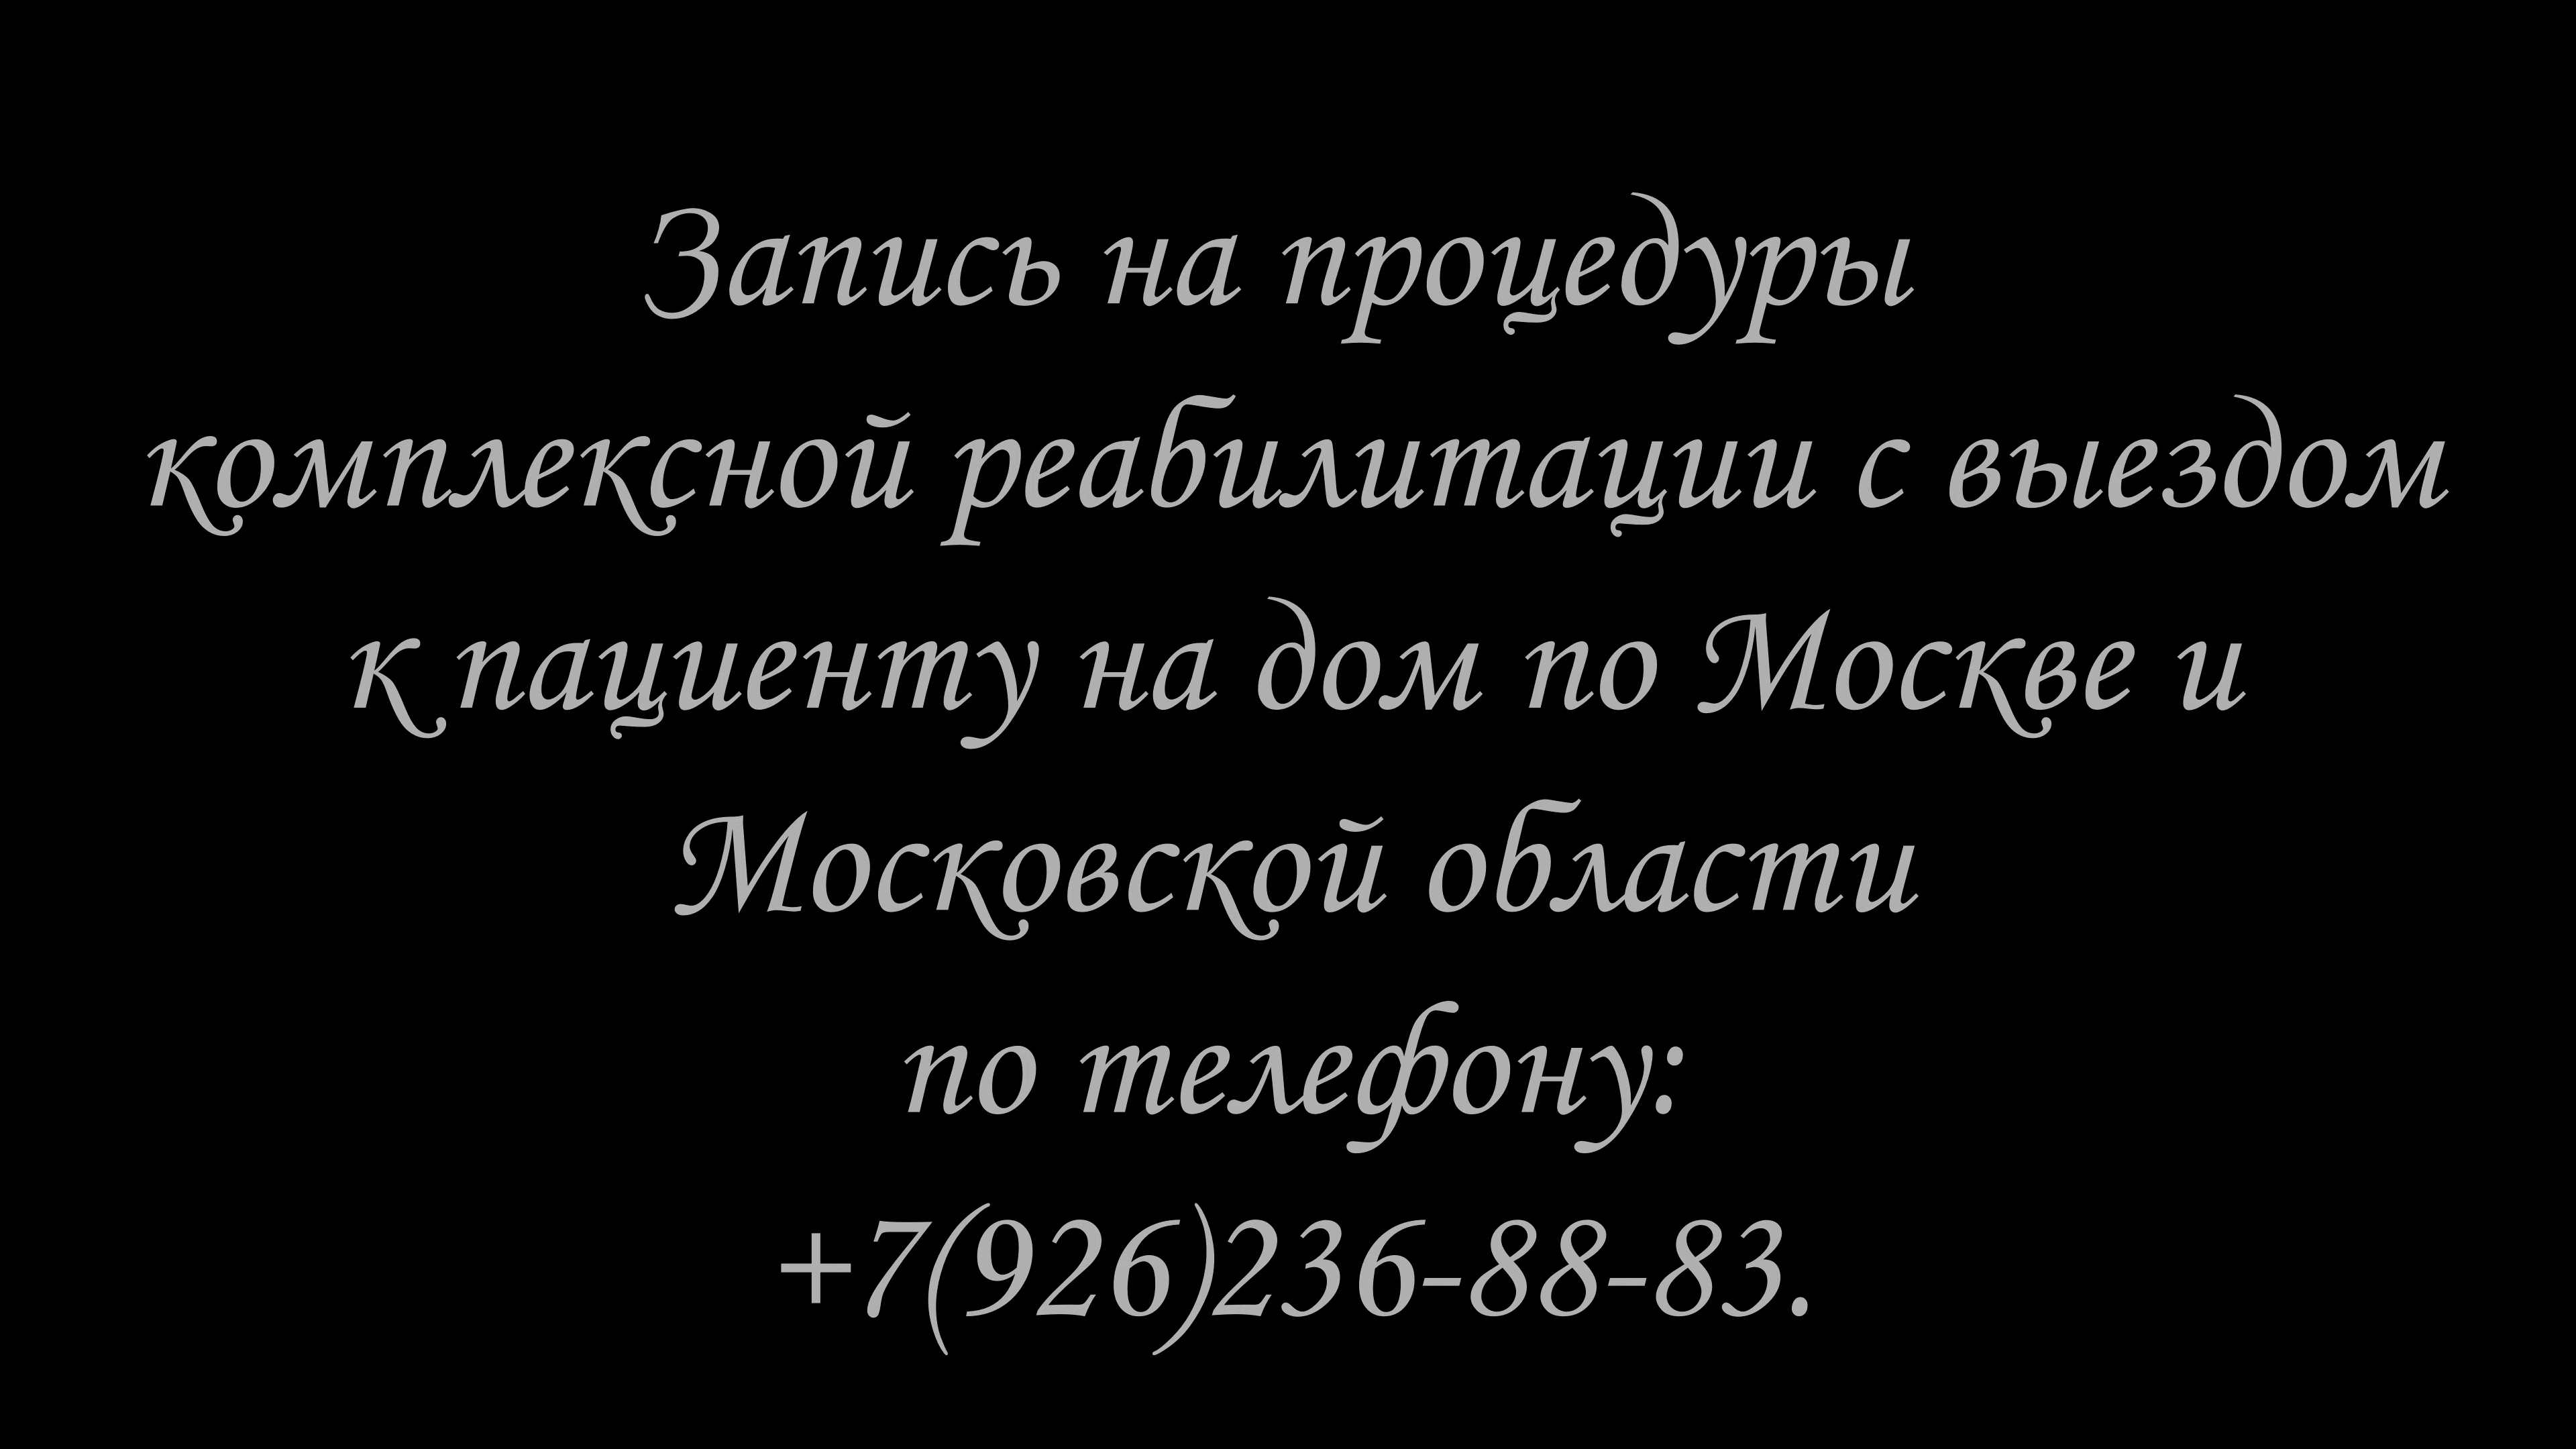 Запись на процедуры
комплексной реабилитации с выездом
к пациенту на дом по Москве и
Московской области
по телефону:
+7(926)236-88-83.